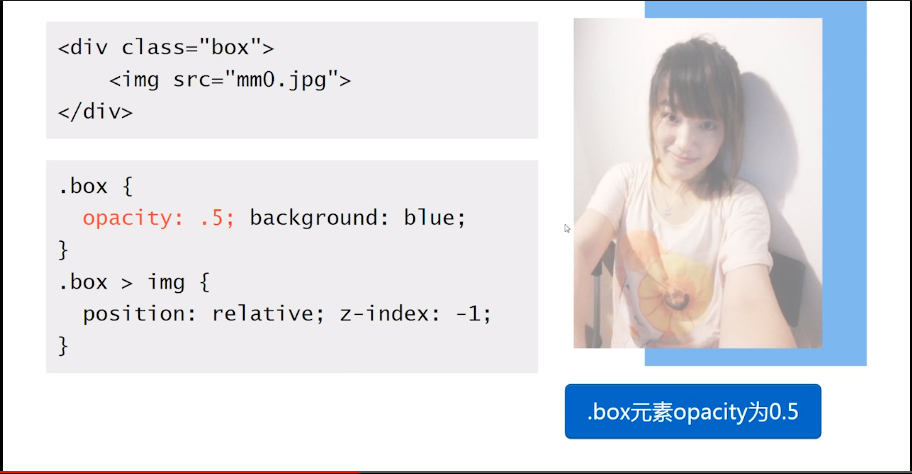 <div class="box">
<img src="mm0.jpg">
</div>
.box {
opacity: .5; background: blue;
}
.box > img {
position: relative; z-index: -1;
}
.box元素opacity为0.5